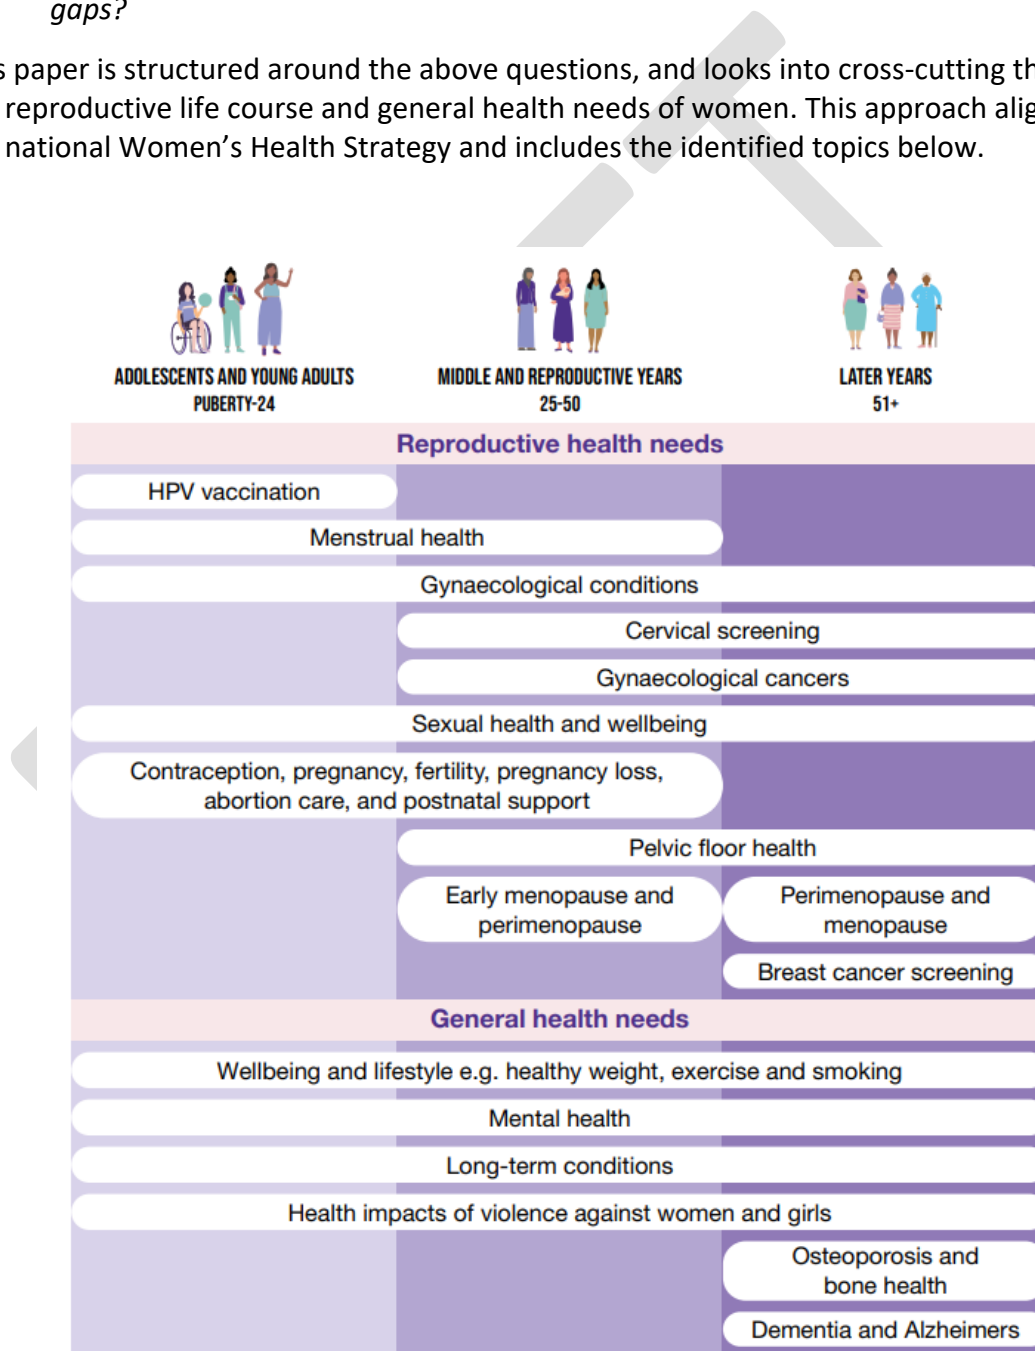 gaps?
s paper is structured around the above questions, and looks into cross-cutting th
reproductive life course and general health needs of women. This approach alig
national Women's Health Strategy and includes the identified topics below.
ADOLESCENTS AND YOUNG ADULTS
PUBERTY-24
MIDDLE AND REPRODUCTIVE YEARS
25-50
LATER YEARS
51+
Reproductive health needs
HPV vaccination
Menstrual health
Gynaecological conditions
Cervical screening
Gynaecological cancers
Sexual health and wellbeing
Contraception, pregnancy, fertility, pregnancy loss,
abortion care, and postnatal support
Pelvic floor health
Early menopause and
perimenopause
Perimenopause and
menopause
Breast cancer screening
General health needs
Wellbeing and lifestyle e.g. healthy weight, exercise and smoking
Mental health
Long-term conditions
Health impacts of violence against women and girls
Osteoporosis and
bone health
Dementia and Alzheimers